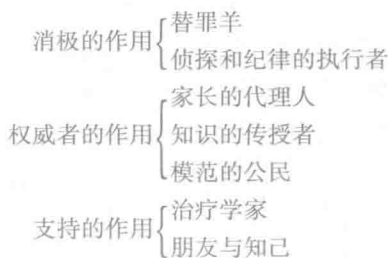 消极的作用
替罪羊
侦探和纪律的执行者
权威者的作用
家长的代理人
知识的传授者
模范的公民
支持的作用
治疗学家
朋友与知己